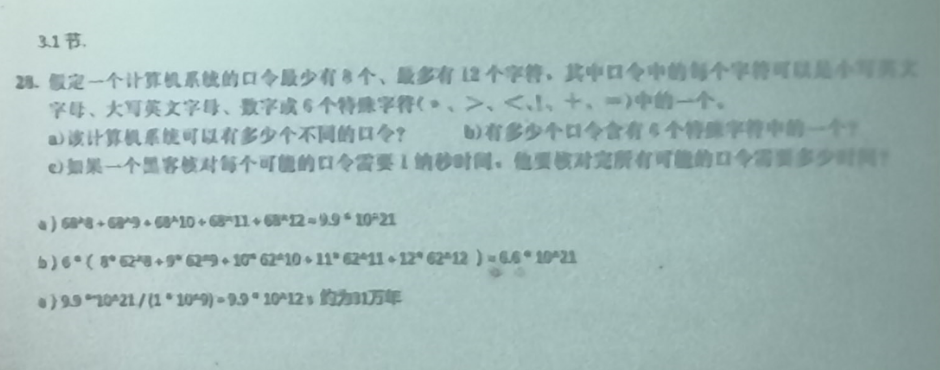 3.1 节.
28. 假定一个计算机系统的口令最少有 8 个、最多有 12 个字符，其中口令中的每个字符可以是小写英文
字母、大写英文字母、数字或 6 个特殊字符(*、>、<、!、+、=)中的一个。
a)该计算机系统可以有多少个不同的口令? b)有多少个口令含有 6 个特殊字符中的一个?
c)如果一个黑客核对每个可能的口令需要 1 纳秒时间，他要核对完所有可能的口令需要多少时间?
a) 68^8+68^9+68^10+68^11+68^12=9.9*10^21
b) 6*( 8* 62^8+9* 62^9+10* 62^10+11* 62^11+12* 62^12 )=6.6*10^21
a) 9.9*10^21/(1*10^9)=9.9*10^12 s 约为31万年